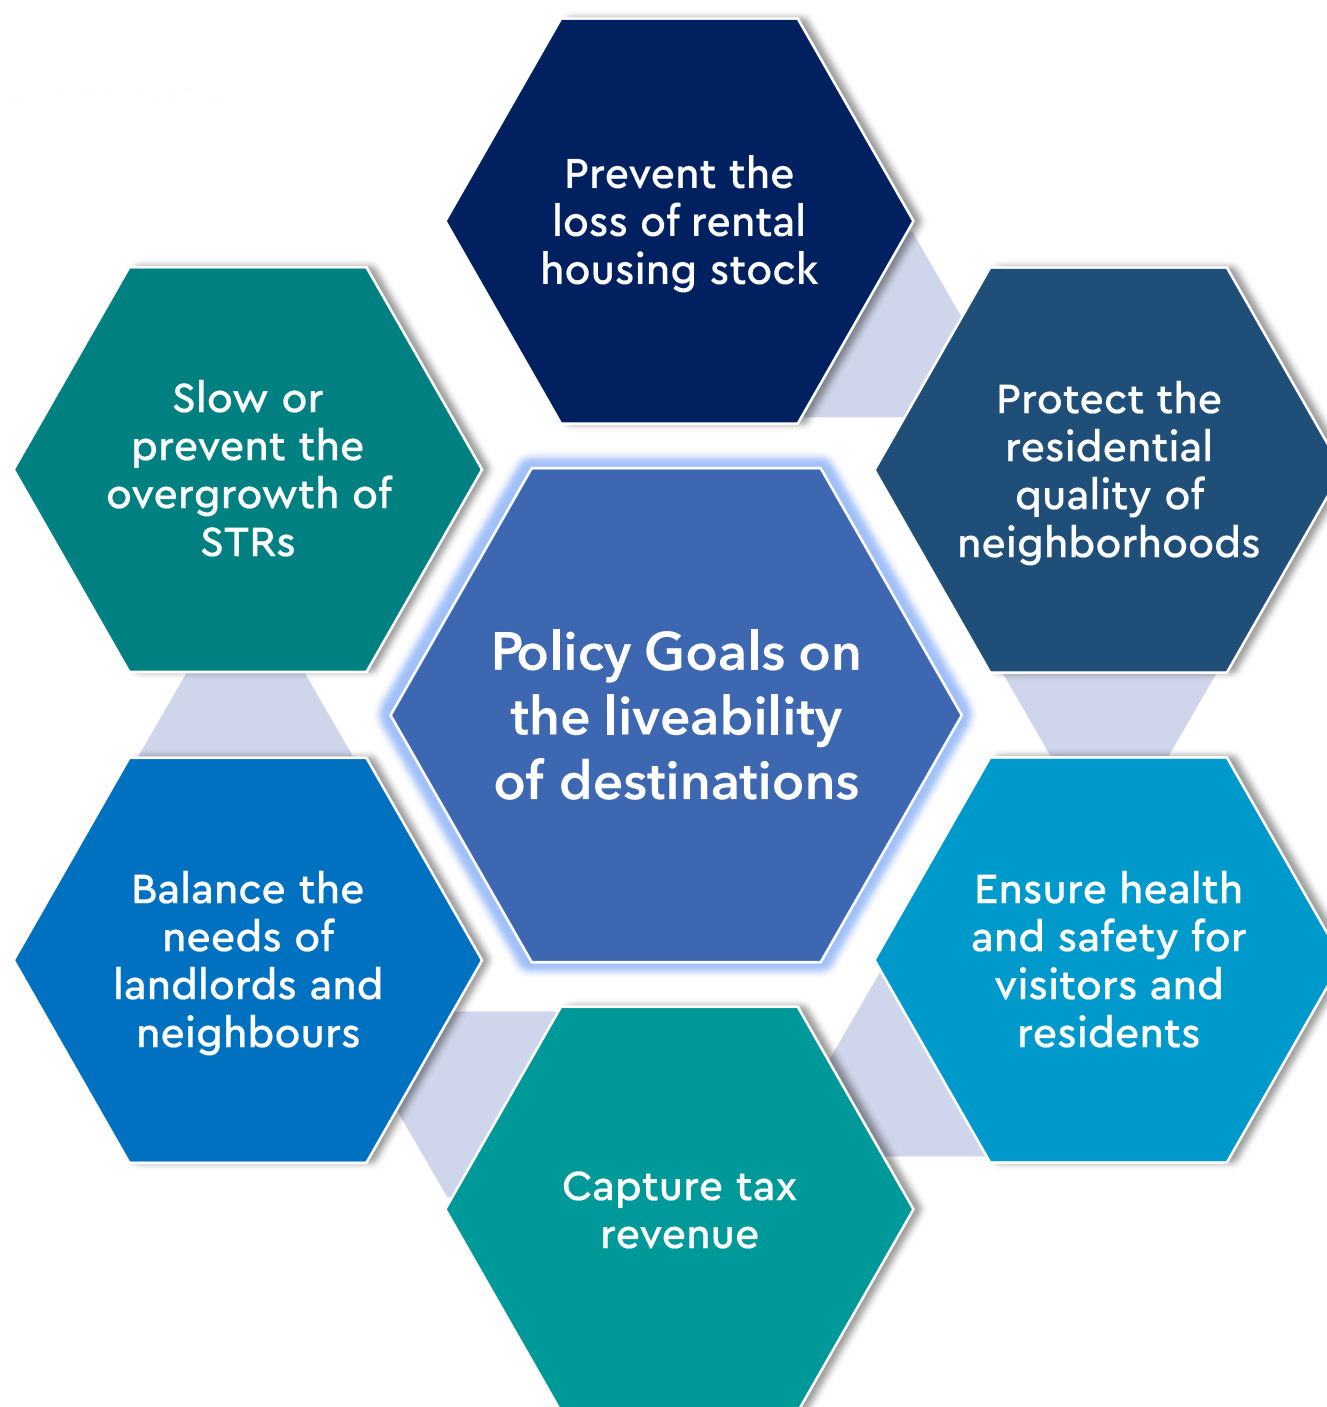 Prevent the
loss of rental
housing stock
Protect the
residential
quality of
neighborhoods
Ensure health
and safety for
visitors and
residents
Capture tax
revenue
Balance the
needs of
landlords and
neighbours
Slow or
prevent the
overgrowth of
STRs
Policy Goals on
the liveability
of destinations